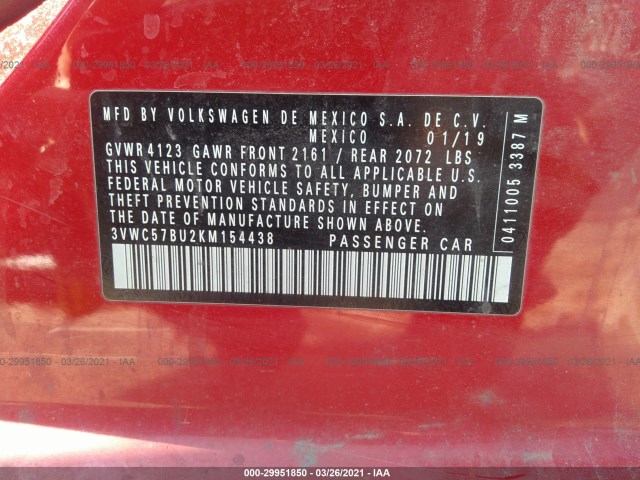 MFD BY VOLKSWAGEN DE MEXICO S.A. DE C.V.
MEXICO 01/19
GVWR 4123 GAWR FRONT 2161 / REAR 2072 LBS
THIS VEHICLE CONFORMS TO ALL APPLICABLE U.S.
FEDERAL MOTOR VEHICLE SAFETY, BUMPER AND
THEFT PREVENTION STANDARDS IN EFFECT ON
THE DATE OF MANUFACTURE SHOWN ABOVE.
3VWC57BU2KM154438 PASSENGER CAR
0411005 3387 M
000-29951850 / 03/26/2021 - IAA